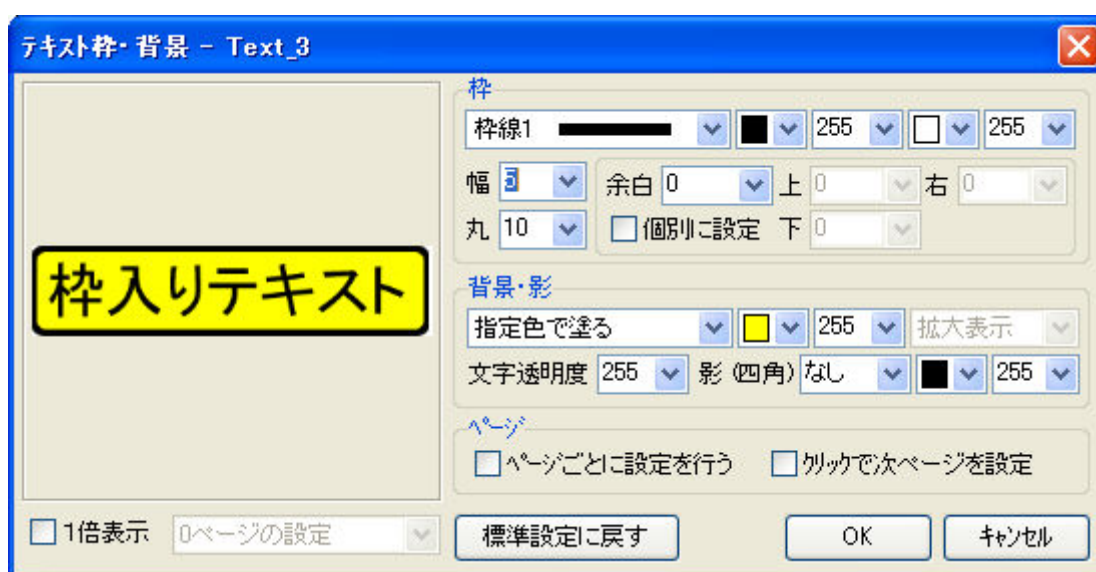 テキスト枠・背景 - Text_3
枠
枠線1 255 255
幅 5 余白 0 上 0 右 0
丸 10 個別に設定 下 0
枠入りテキスト
背景・影
指定色で塗る 255 拡大表示
文字透明度 255 影 (四角) なし 255
ページ
ページごとに設定を行う クリックで次ページを設定
1倍表示 0ページの設定 標準設定に戻す OK キャンセル